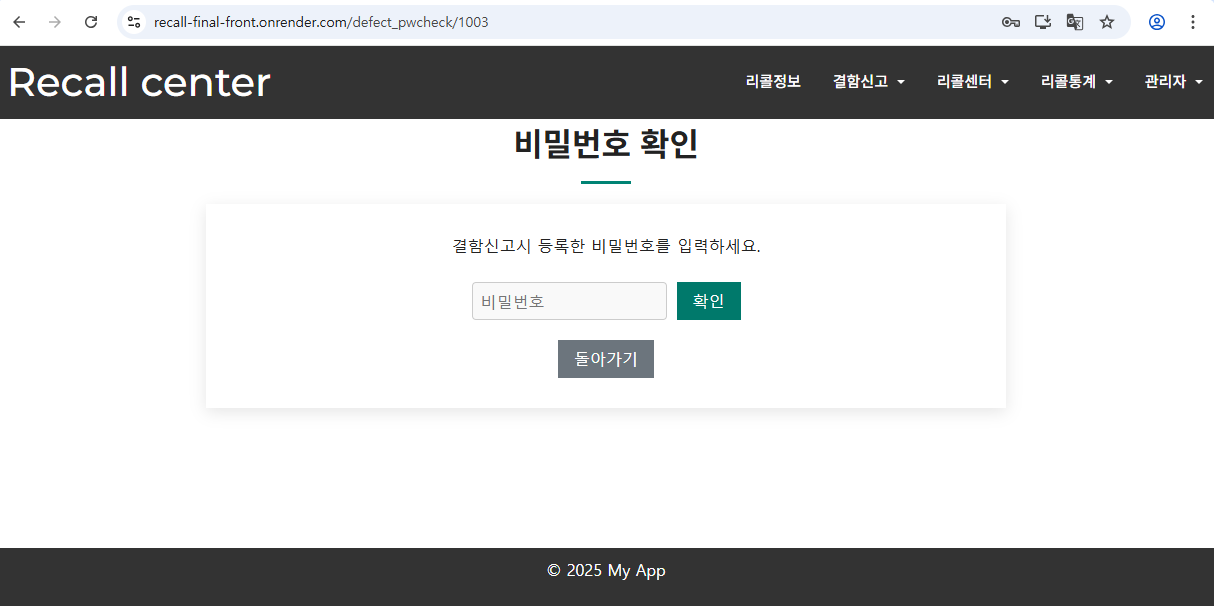 recall-final-front.onrender.com/defect_pwcheck/1003
Recall center
리콜정보 결함신고 리콜센터 리콜통계 관리자
비밀번호 확인
결함신고시 등록한 비밀번호를 입력하세요.
비밀번호 확인
돌아가기
© 2025 My App